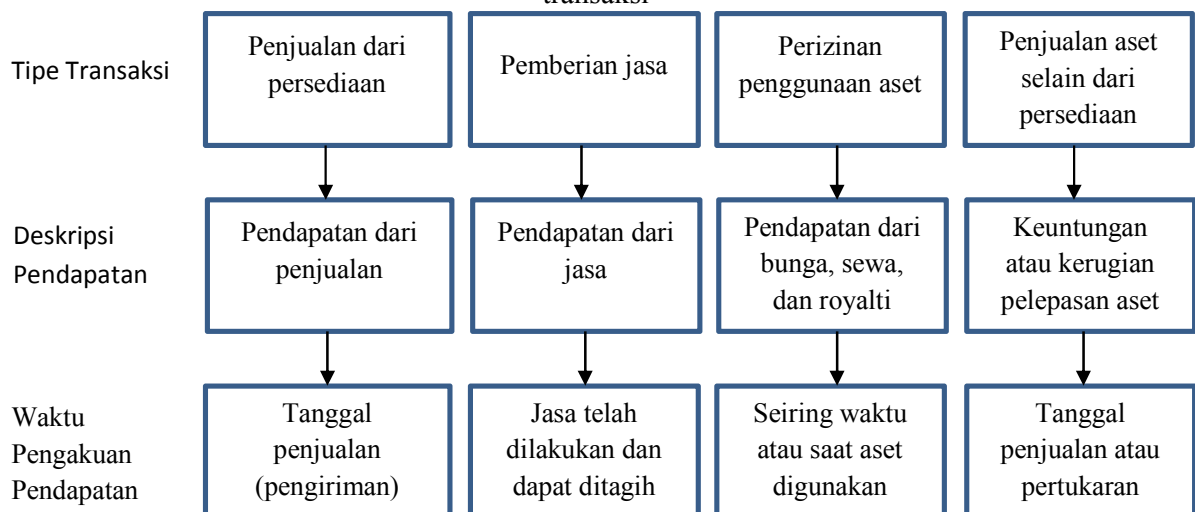 transaksi
Tipe Transaksi
Penjualan dari
persediaan
Pemberian jasa
Perizinan
penggunaan aset
Penjualan aset
selain dari
persediaan
Deskripsi
Pendapatan
Pendapatan dari
penjualan
Pendapatan dari
jasa
Pendapatan dari
bunga, sewa,
dan royalti
Keuntungan
atau kerugian
pelepasan aset
Waktu
Pengakuan
Pendapatan
Tanggal
penjualan
(pengiriman)
Jasa telah
dilakukan dan
dapat ditagih
Seiring waktu
atau saat aset
digunakan
Tanggal
penjualan atau
pertukaran